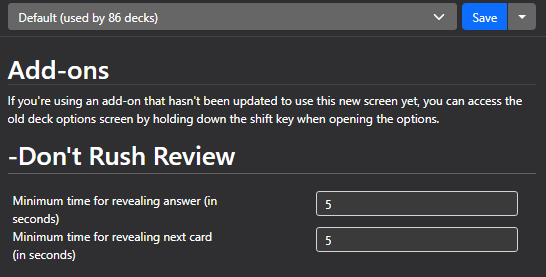 Default (used by 86 decks)
Save
Add-ons
If you're using an add-on that hasn't been updated to use this new screen yet, you can access the
old deck options screen by holding down the shift key when opening the options.
-Don't Rush Review
Minimum time for revealing answer (in
seconds)
5
Minimum time for revealing next card
(in seconds)
5